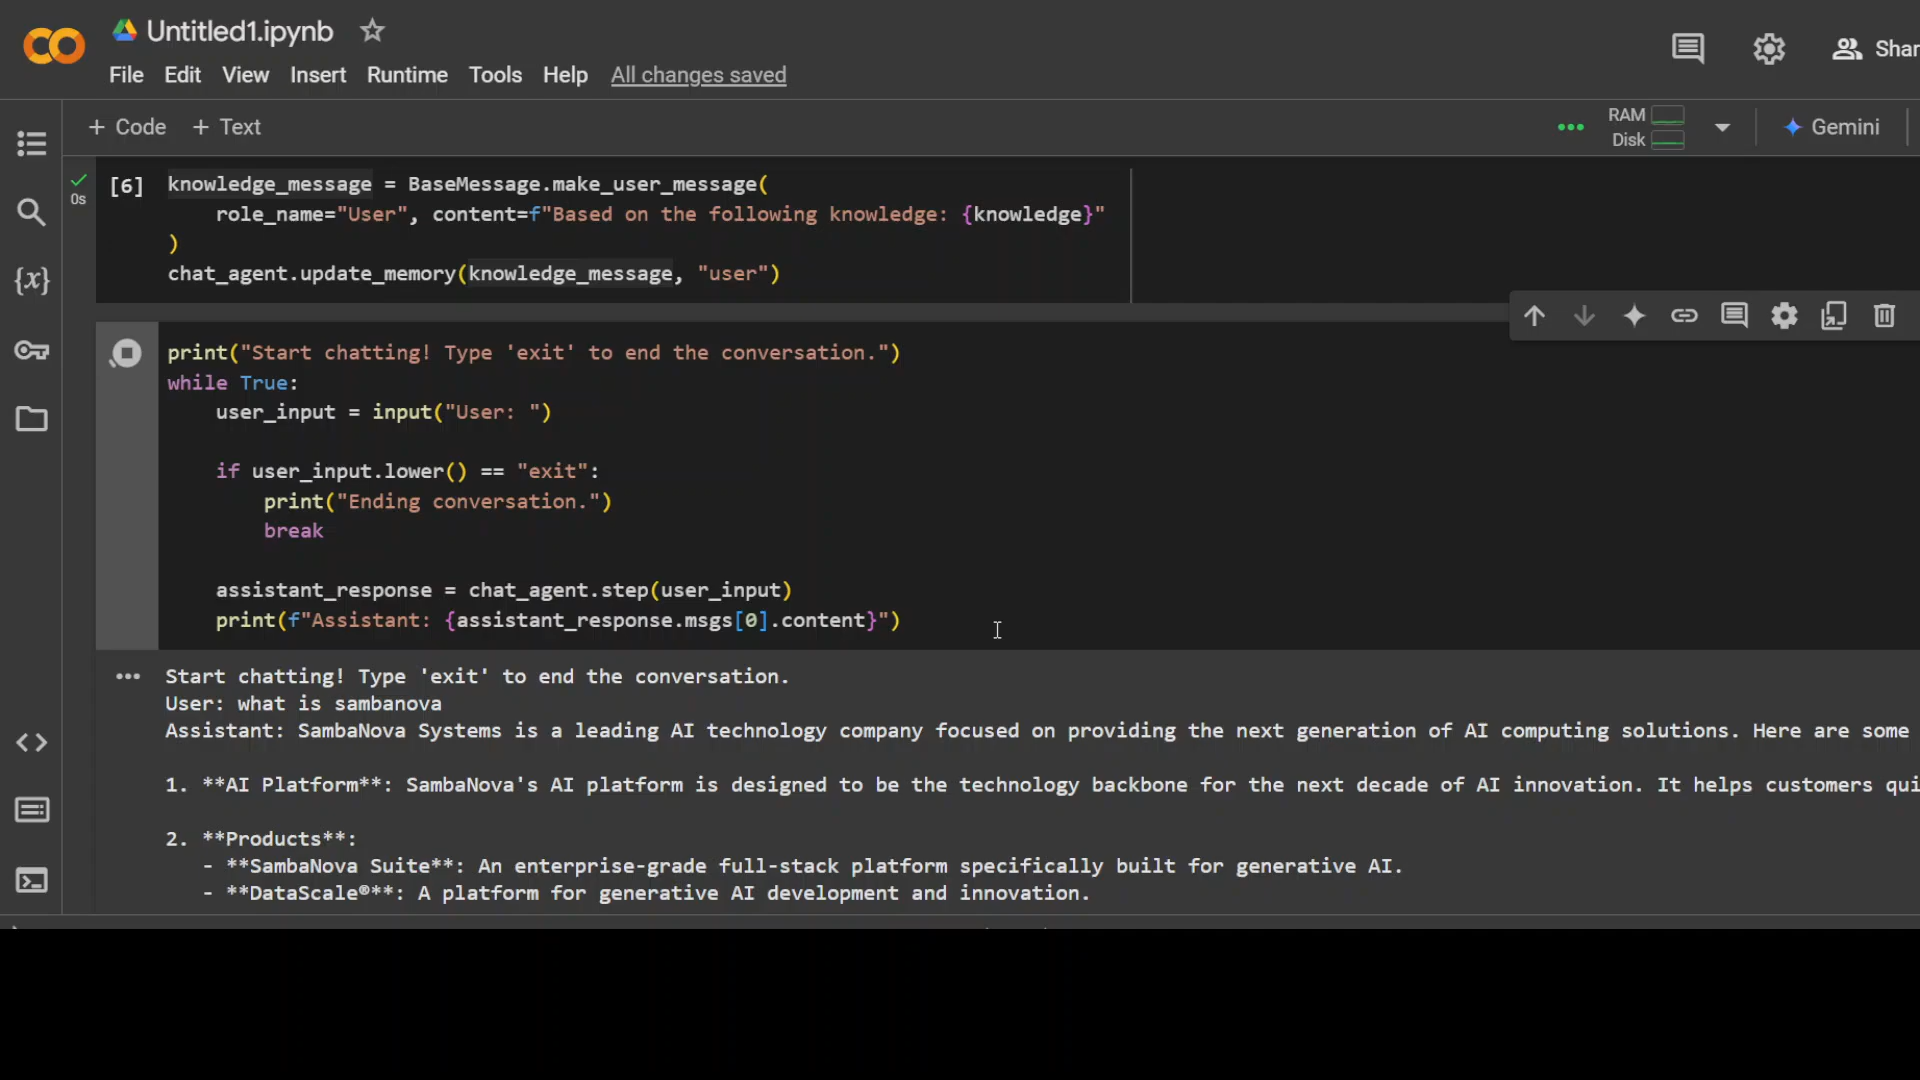 Untitled1.ipynb
File Edit View Insert Runtime Tools Help All changes saved
Shar
+ Code + Text
RAM
Disk
Gemini
0s
[6] knowledge_message = BaseMessage.make_user_message(
role_name="User", content=f"Based on the following knowledge: {knowledge}"
)
chat_agent.update_memory(knowledge_message, "user")
print("Start chatting! Type 'exit' to end the conversation.")
while True:
user_input = input("User: ")
if user_input.lower() == "exit":
print("Ending conversation.")
break
assistant_response = chat_agent.step(user_input)
print(f"Assistant: {assistant_response.msgs[0].content}")
Start chatting! Type 'exit' to end the conversation.
User: what is sambanova
Assistant: SambaNova Systems is a leading AI technology company focused on providing the next generation of AI computing solutions. Here are some
1. **AI Platform**: SambaNova's AI platform is designed to be the technology backbone for the next decade of AI innovation. It helps customers qui
2. **Products**:
- **SambaNova Suite**: An enterprise-grade full-stack platform specifically built for generative AI.
- **DataScale®**: A platform for generative AI development and innovation.